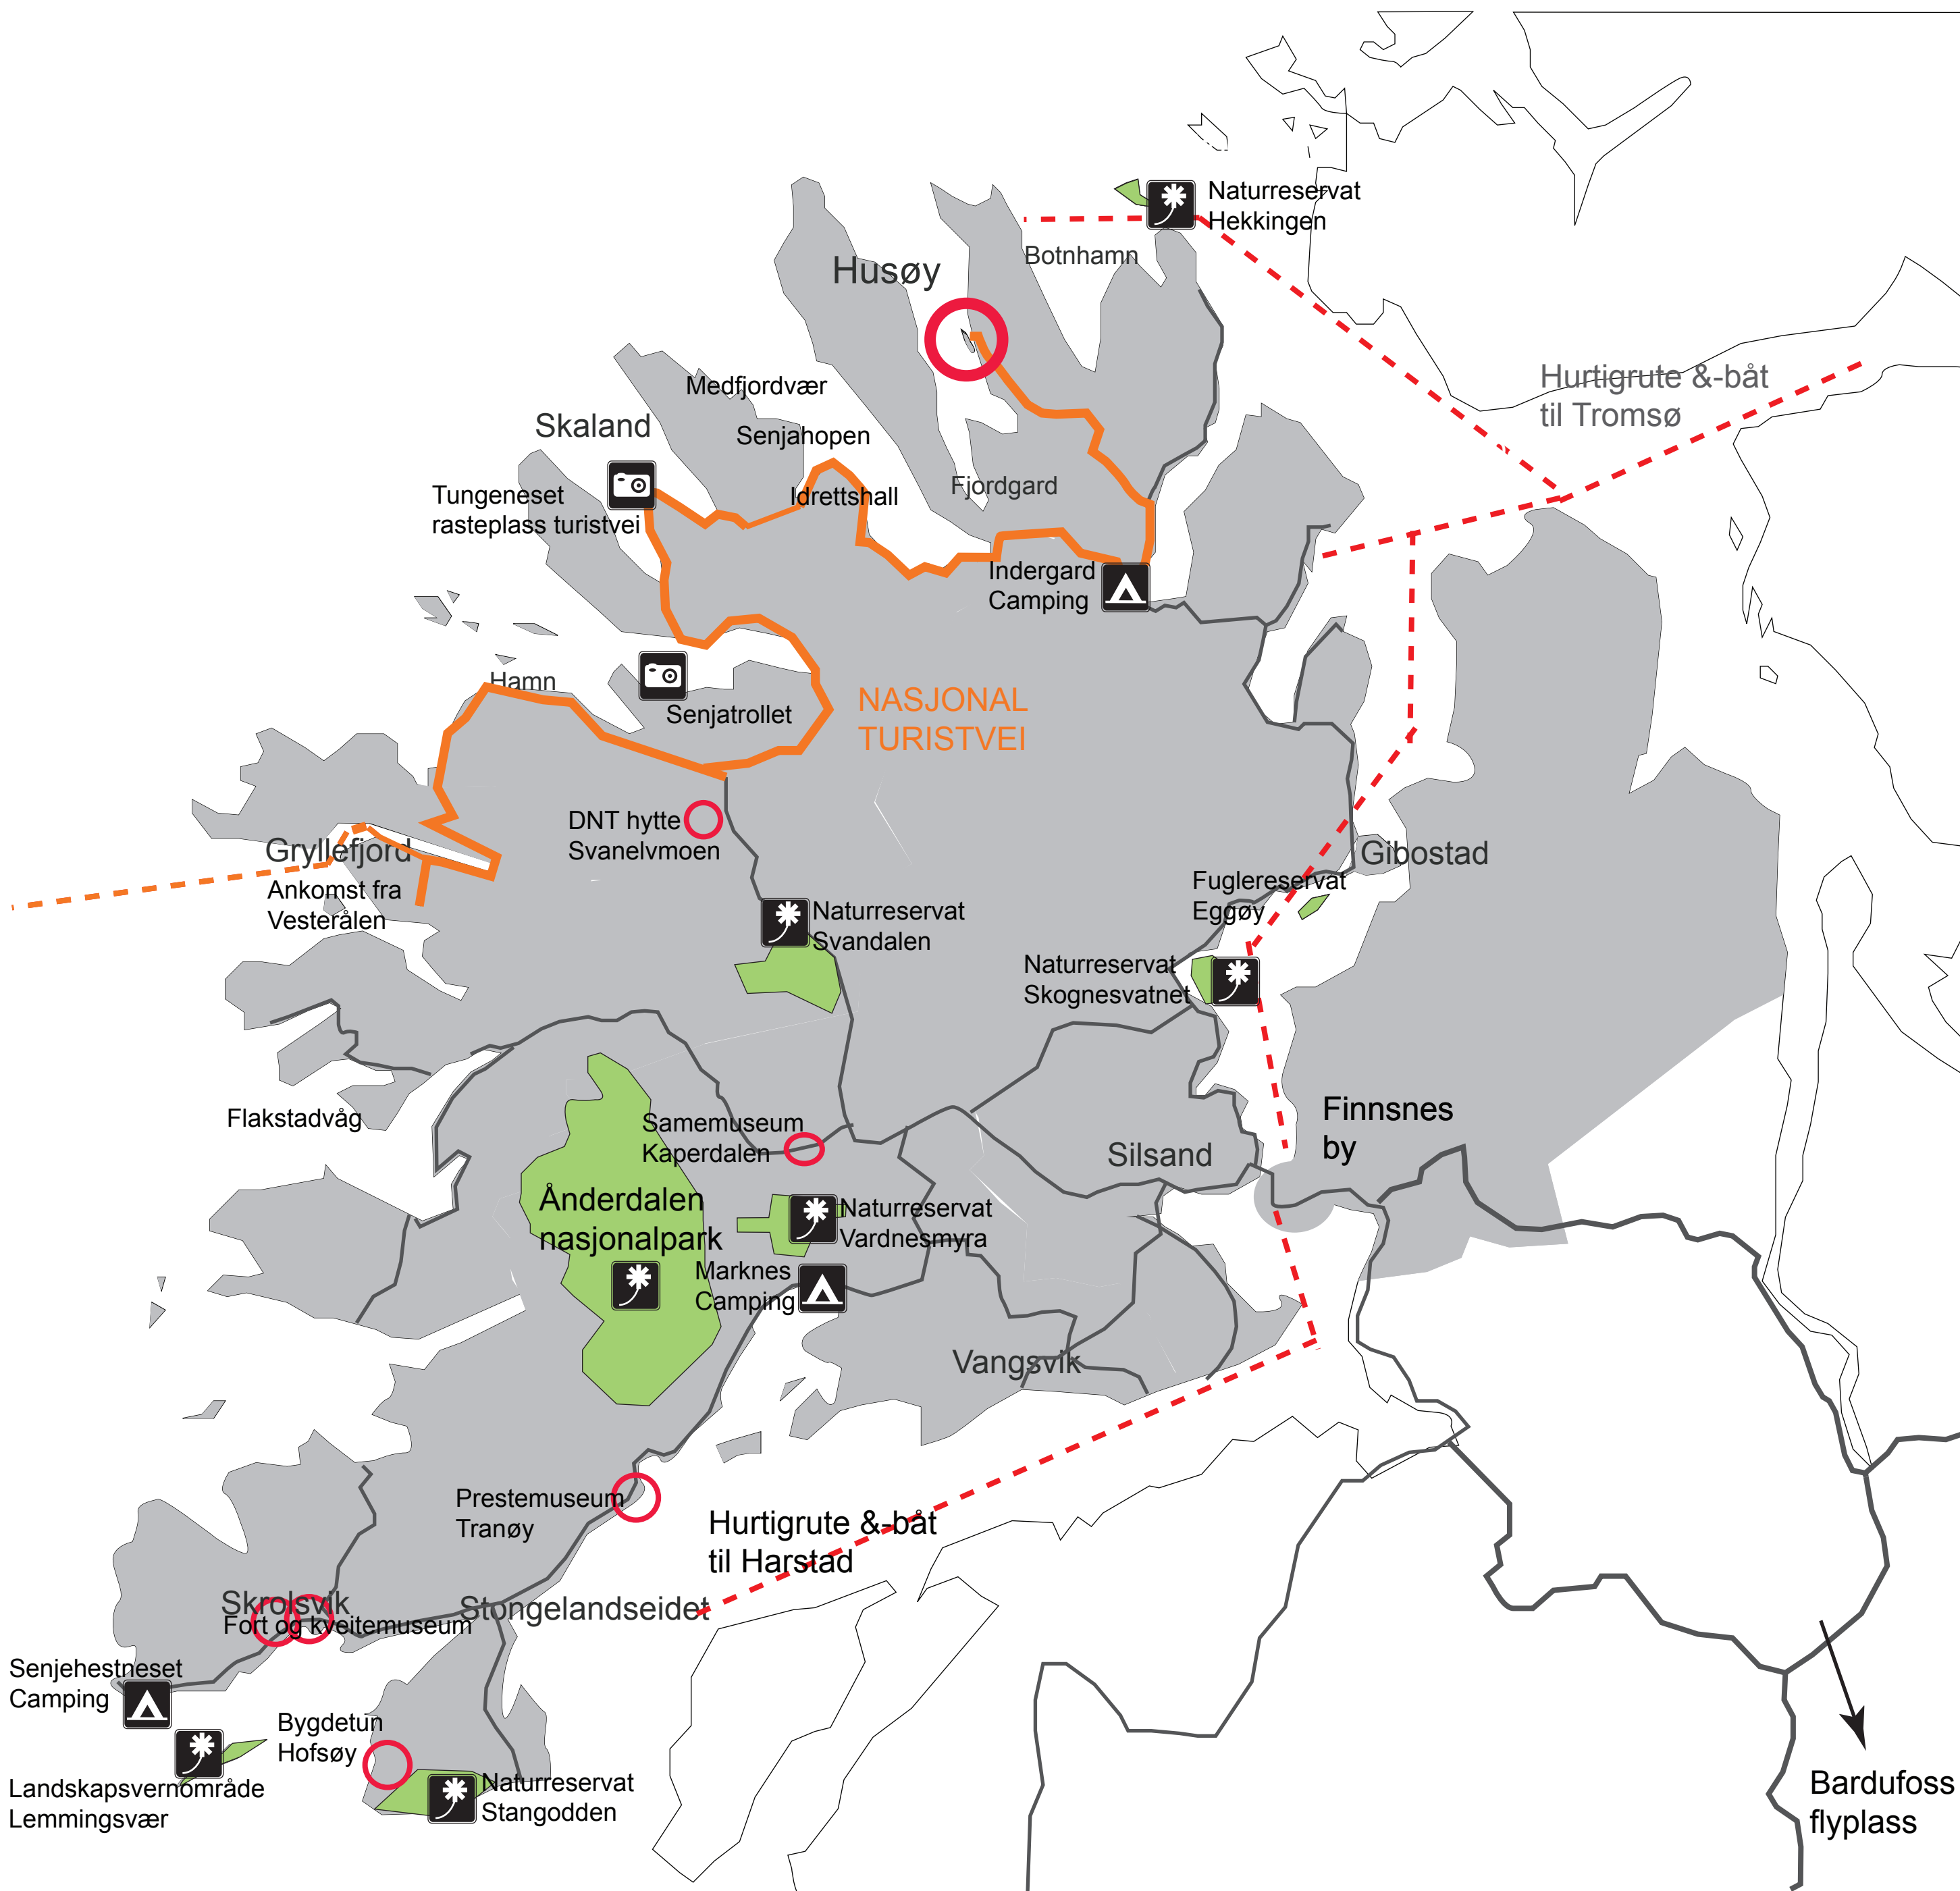 Naturreservat
Hekkingen
Botnhamn
Husøy
Hurtigrute &-båt
til Tromsø
Medfjordvær
Skaland
Senjahopen
Tungeneset
rasteplass turistvei
Idrettshall
Fjordgard
Indergard
Camping
Hamn
Senjatrollet
NASJONAL
TURISTVEI
DNT hytte
Svanelvmoen
Gryllefjord
Ankomst fra
Vesterålen
Gibostad
Fuglereservat
Eggøy
Naturreservat
Svandalen
Naturreservat
Skognesvatnet
Flakstadvåg
Samemuseum
Kaperdalen
Silsand
Finnsnes
by
Ånderdalen
nasjonalpark
Naturreservat
Vardnesmyra
Marknes
Camping
Vangsvik
Prestemuseum
Tranøy
Hurtigrute &-båt
til Harstad
Skrolsvik
Fort og kveitemuseum
Stongelandseidet
Senjehestneset
Camping
Bygdetun
Hofsøy
Landskapsvernområde
Lemmingsvær
Naturreservat
Stangodden
Bardufoss
flyplass